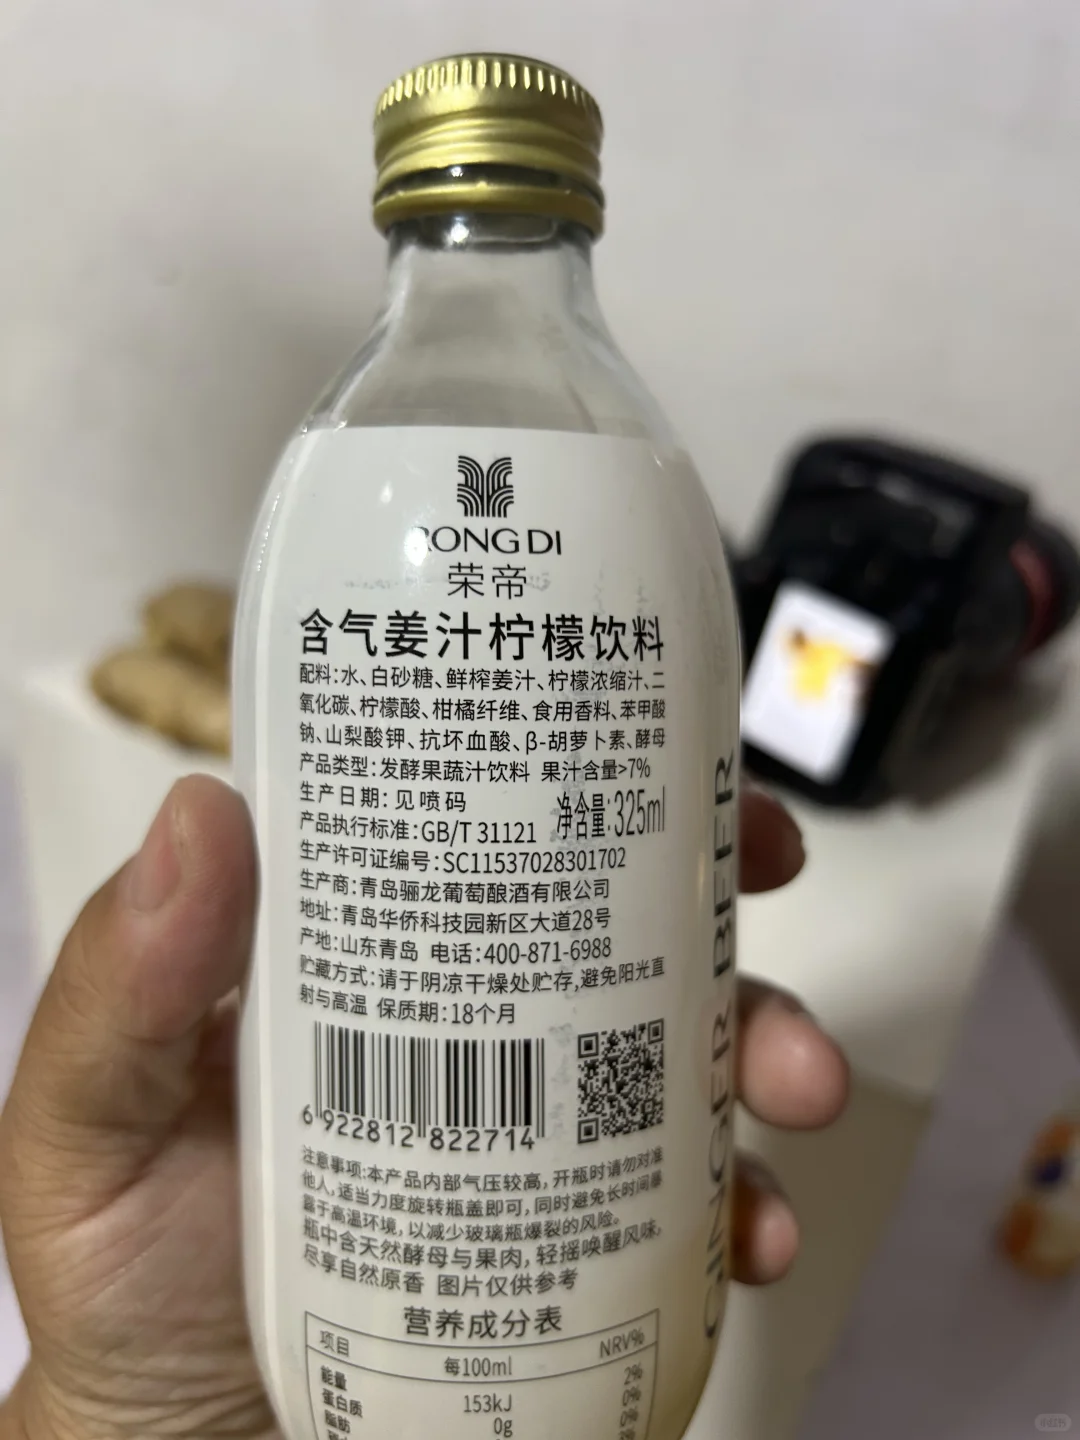 RONGDI
荣帝
含气姜汁柠檬饮料
配料:水、白砂糖、鲜榨姜汁、柠檬浓缩汁、二
氧化碳、柠檬酸、柑橘纤维、食用香料、苯甲酸
钠、山梨酸钾、抗坏血酸、β-胡萝卜素、酵母
产品类型:发酵果蔬汁饮料 果汁含量>7%
生产日期:见喷码 净含量:325ml
产品执行标准:GB/T 31121
生产许可证编号:SC11537028301702
生产商:青岛骊龙葡萄酿酒有限公司
地址:青岛华侨科技园新区大道28号
产地:山东青岛 电话:400-871-6988
贮藏方式:请于阴凉干燥处贮存,避免阳光直
射与高温 保质期:18个月
6 922812 822714
注意事项:本产品内部气压较高,开瓶时请勿对准
他人,适当力度旋转瓶盖即可,同时避免长时间暴
露于高温环境,以减少玻璃瓶爆裂的风险。
瓶中含天然酵母与果肉,轻摇唤醒风味,
尽享自然原香 图片仅供参考
营养成分表
项目 每100ml NRV%
能量 153kJ 2%
蛋白质 0g 0%
脂肪 0%
GINGER BEER